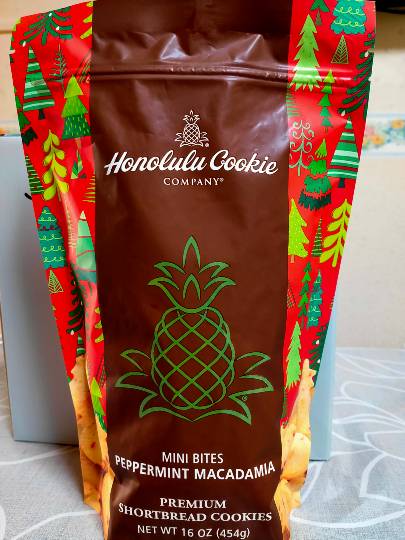 Honolulu Cookie
COMPANY®
MINI BITES
PEPPERMINT MACADAMIA
PREMIUM
SHORTBREAD COOKIES
NET WT 16 OZ (454g)